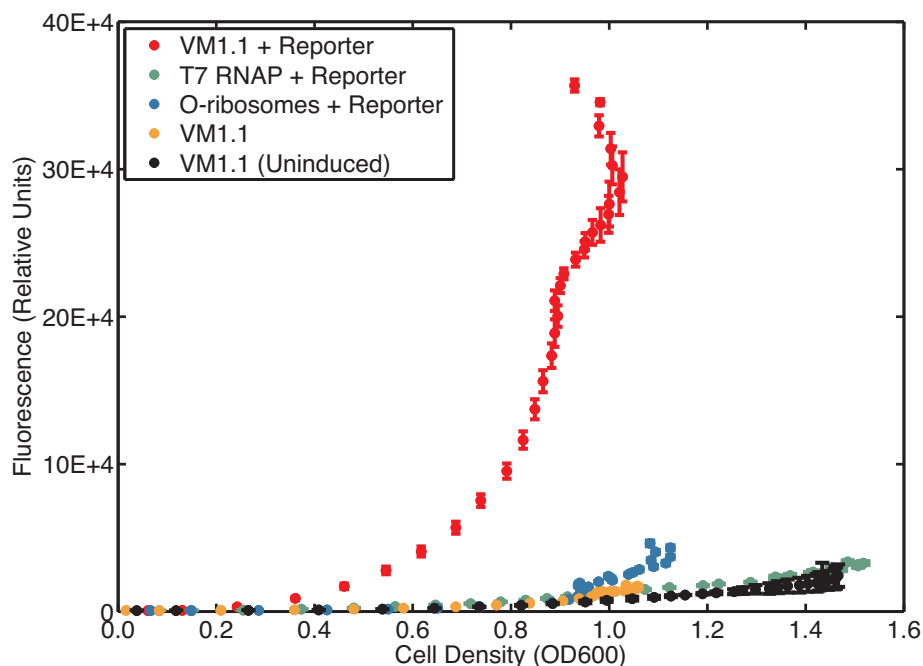 40E+4
30E+4
20E+4
10E+4
0
Fluorescence (Relative Units)
VM1.1 + Reporter
T7 RNAP + Reporter
O-ribosomes + Reporter
VM1.1
VM1.1 (Uninduced)
0.0 0.2 0.4 0.6 0.8 1.0 1.2 1.4 1.6
Cell Density (OD600)